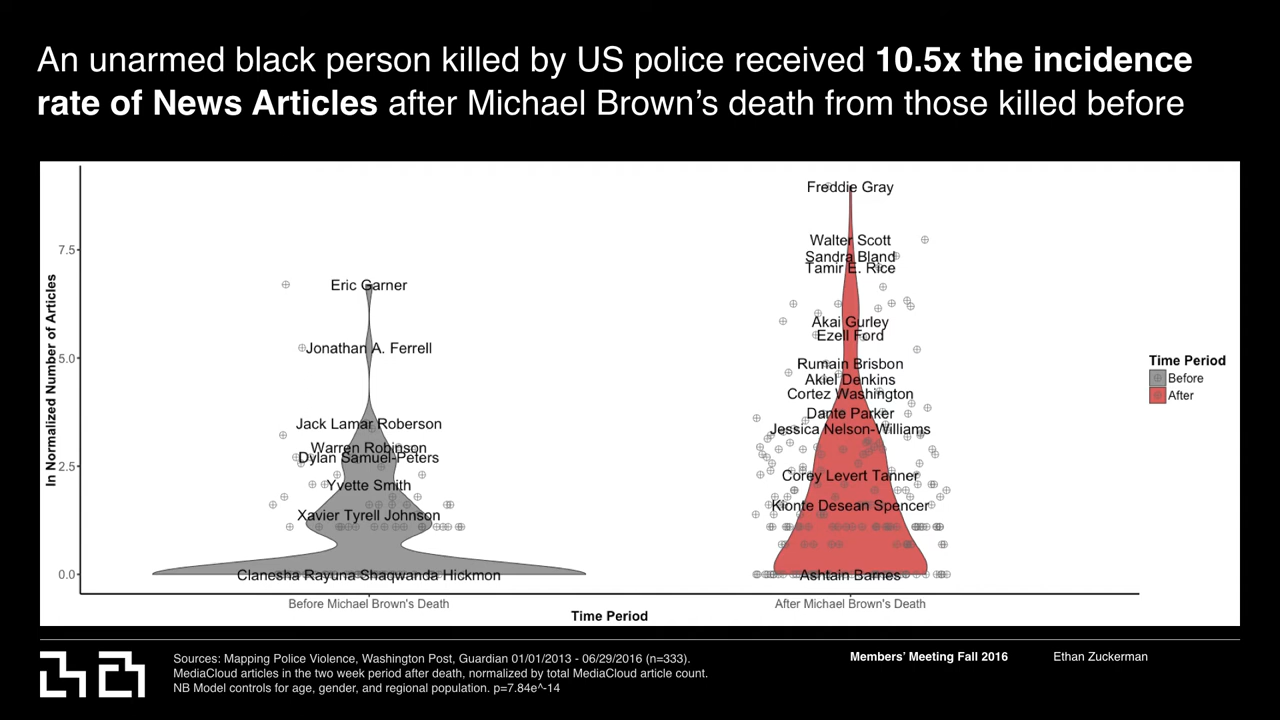 An unarmed black person killed by US police received 10.5x the incidence
rate of News Articles after Michael Brown's death from those killed before
ln Normalized Number of Articles
7.5
5.0
2.5
0.0
Eric Garner
Jonathan A. Ferrell
Jack Lamar Roberson
Warren Robinson
Dylan Samuel-Peters
Yvette Smith
Xavier Tyrell Johnson
Clanesha Rayuna Shaqwanda Hickmon
Freddie Gray
Walter Scott
Sandra Bland
Tamir E. Rice
Akai Gurley
Ezell Ford
Rumain Brisbon
Akiel Denkins
Cortez Washington
Dante Parker
Jessica Nelson-Williams
Corey Levert Tanner
Kionte Desean Spencer
Ashtain Barnes
Before Michael Brown's Death
After Michael Brown's Death
Time Period
Time Period
Before
After
Sources: Mapping Police Violence, Washington Post, Guardian 01/01/2013 - 06/29/2016 (n=333).
MediaCloud articles in the two week period after death, normalized by total MediaCloud article count.
NB Model controls for age, gender, and regional population. p=7.84e^-14
Members' Meeting Fall 2016
Ethan Zuckerman